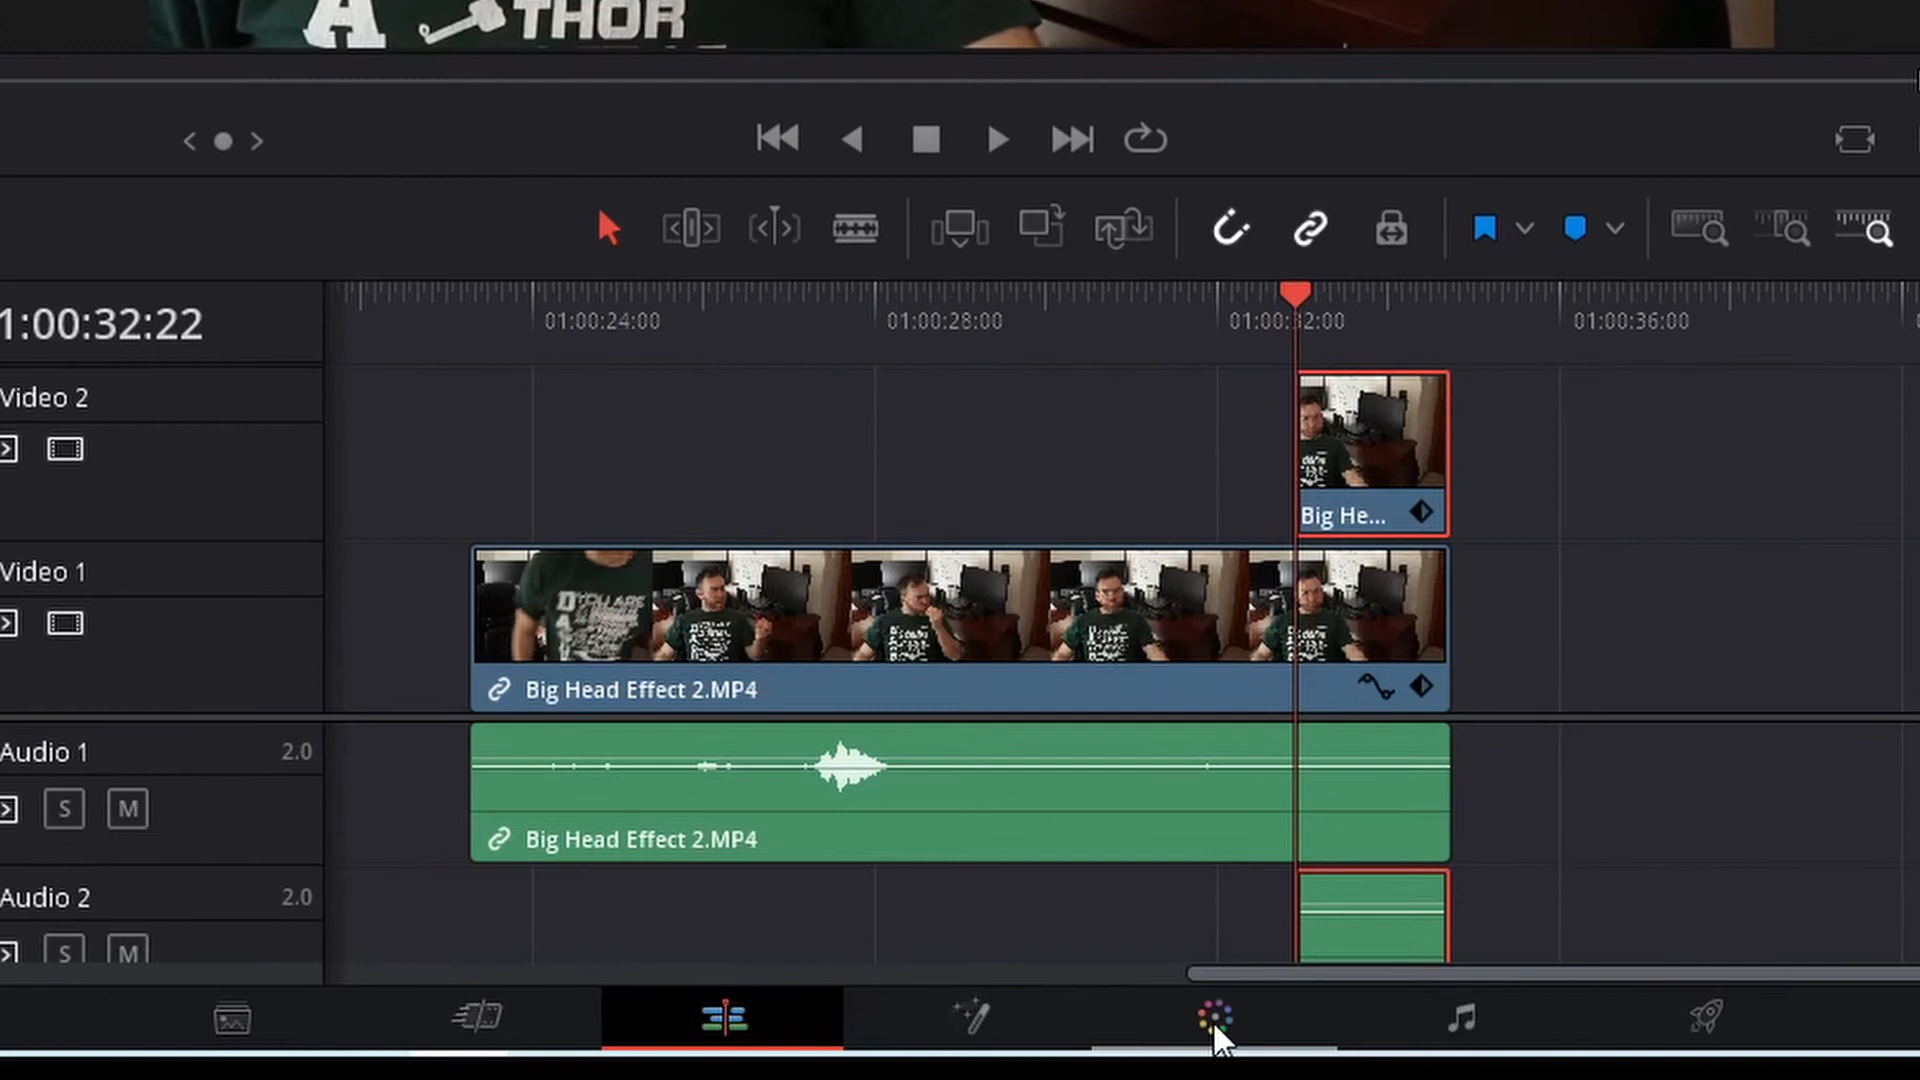 A THOR
1:00:32:22
01:00:24:00 01:00:28:00 01:00:32:00 01:00:36:00
Video 2
Big He...
Video 1
Big Head Effect 2.MP4
Audio 1 2.0
S M
Big Head Effect 2.MP4
Audio 2 2.0
S M